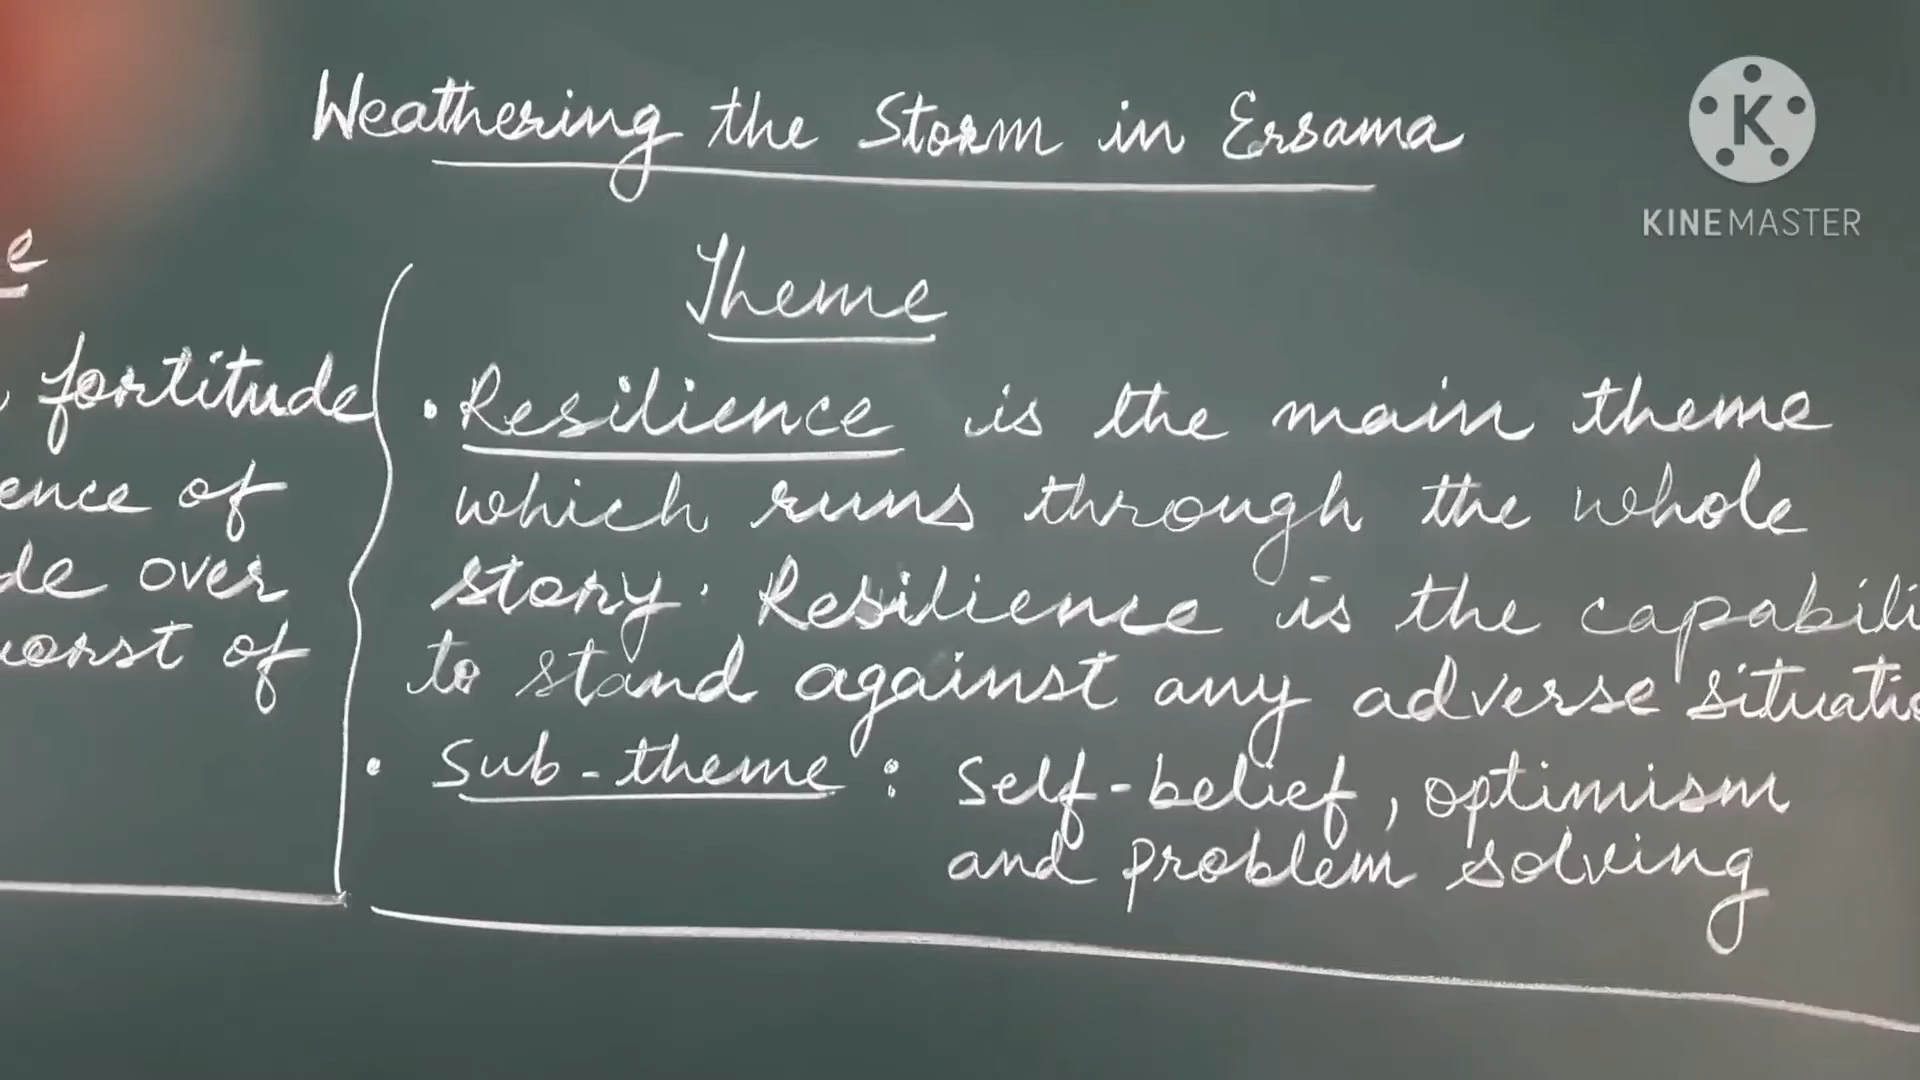 Weathering the Storm in Ersama
K
KINEMASTER
e
fortitude
ence of
de over
worst of
Theme
• Resilience is the main theme
which runs through the whole
story. Resilience is the capabili
to stand against any adverse situatio
• Sub-theme : Self-belief, optimism
and problem solving